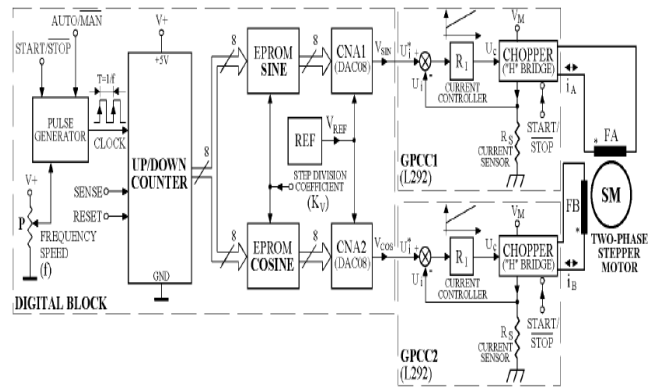 AUTO/MAN
START/STOP
V+
+5V
T=1/f
PULSE
GENERATOR
CLOCK
V+
P
FREQUENCY
SPEED
(f)
SENSE
RESET
UP/DOWN
COUNTER
GND
DIGITAL BLOCK
8
8
8
8
8
EPROM
SINE
CNA1
(DAC08)
VSIN
REF
VREF
STEP DIVISION
COEFFICIENT
(KV)
EPROM
COSINE
CNA2
(DAC08)
VCOS
Ui*
+
-
Ui
R1
CURRENT
CONTROLLER
Uc
VM
CHOPPER
("H" BRIDGE)
RS
CURRENT
SENSOR
START/
STOP
GPCC1
(L292)
iA
* FA
FB
*
SM
TWO-PHASE
STEPPER
MOTOR
iB
Ui*
+
-
Ui
R1
CURRENT
CONTROLLER
Uc
VM
CHOPPER
("H" BRIDGE)
RS
CURRENT
SENSOR
START/
STOP
GPCC2
(L292)